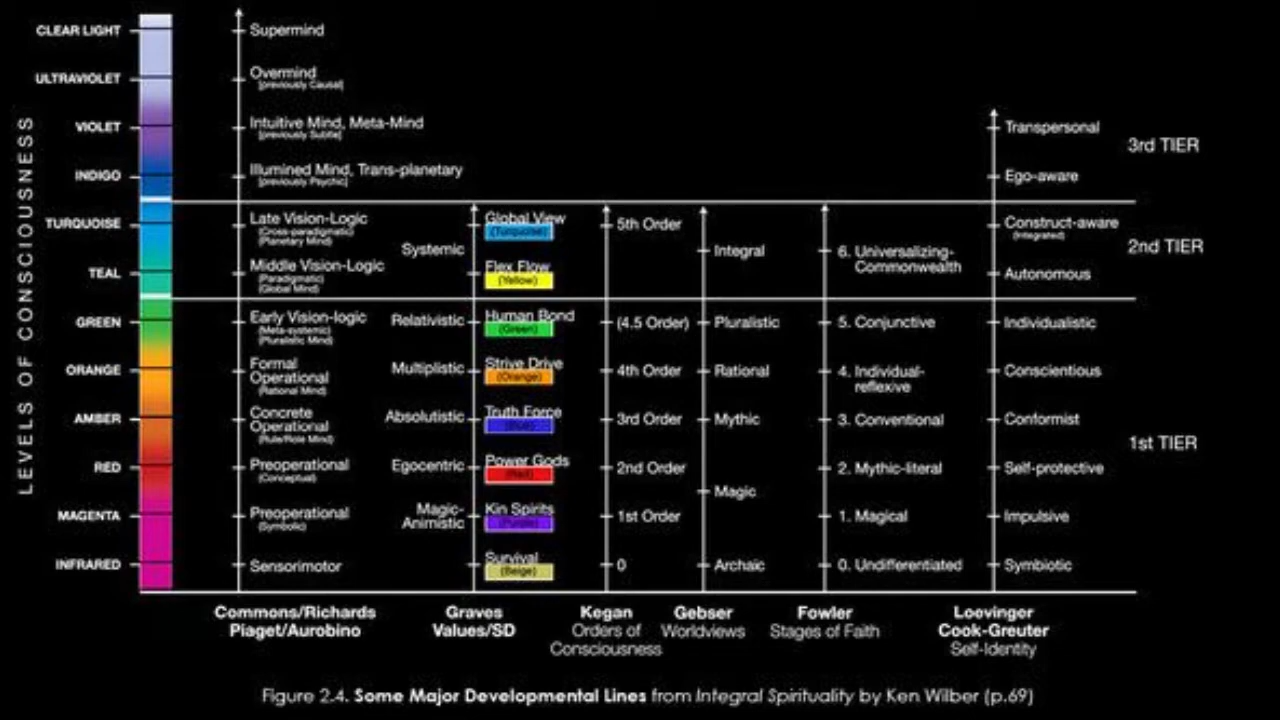 LEVELS OF CONSCIOUSNESS
CLEAR LIGHT
ULTRAVIOLET
VIOLET
INDIGO
TURQUOISE
TEAL
GREEN
ORANGE
AMBER
RED
MAGENTA
INFRARED
Supermind
Overmind
[previously Causal]
Intuitive Mind, Meta-Mind
[previously Subtle]
Illumined Mind, Trans-planetary
[previously Psychic]
Late Vision-Logic
(Cross-paradigmatic)
(Planetary Mind)
Middle Vision-Logic
(Paradigmatic)
(Global Mind)
Early Vision-logic
(Meta-systemic)
(Pluralistic Mind)
Formal
Operational
(Rational Mind)
Concrete
Operational
(Rule/Role Mind)
Preoperational
(Conceptual)
Preoperational
(Symbolic)
Sensorimotor
Commons/Richards
Piaget/Aurobino
Systemic
Relativistic
Multiplistic
Absolutistic
Egocentric
Magic-
Animistic
Global View
(Turquoise)
Flex Flow
(Yellow)
Human Bond
(Green)
Strive Drive
(Orange)
Truth Force
(Blue)
Power Gods
(Red)
Kin Spirits
(Purple)
Survival
(Beige)
Graves
Values/SD
5th Order
(4.5 Order)
4th Order
3rd Order
2nd Order
1st Order
0
Kegan
Orders of
Consciousness
Integral
Pluralistic
Rational
Mythic
Magic
Archaic
Gebser
Worldviews
6. Universalizing-
Commonwealth
5. Conjunctive
4. Individual-
reflexive
3. Conventional
2. Mythic-literal
1. Magical
0. Undifferentiated
Fowler
Stages of Faith
Transpersonal
Ego-aware
Construct-aware
(Integrated)
Autonomous
Individualistic
Conscientious
Conformist
Self-protective
Impulsive
Symbiotic
Loevinger
Cook-Greuter
Self-Identity
3rd TIER
2nd TIER
1st TIER
Figure 2.4. Some Major Developmental Lines from Integral Spirituality by Ken Wilber (p.69)